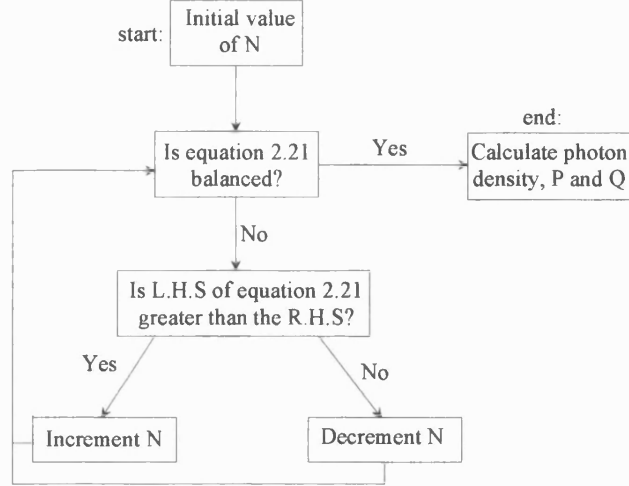 start:
Initial value
of N
Is equation 2.21
balanced?
Yes
end:
Calculate photon
density, P and Q
No
Is L.H.S of equation 2.21
greater than the R.H.S?
Yes
No
Increment N
Decrement N